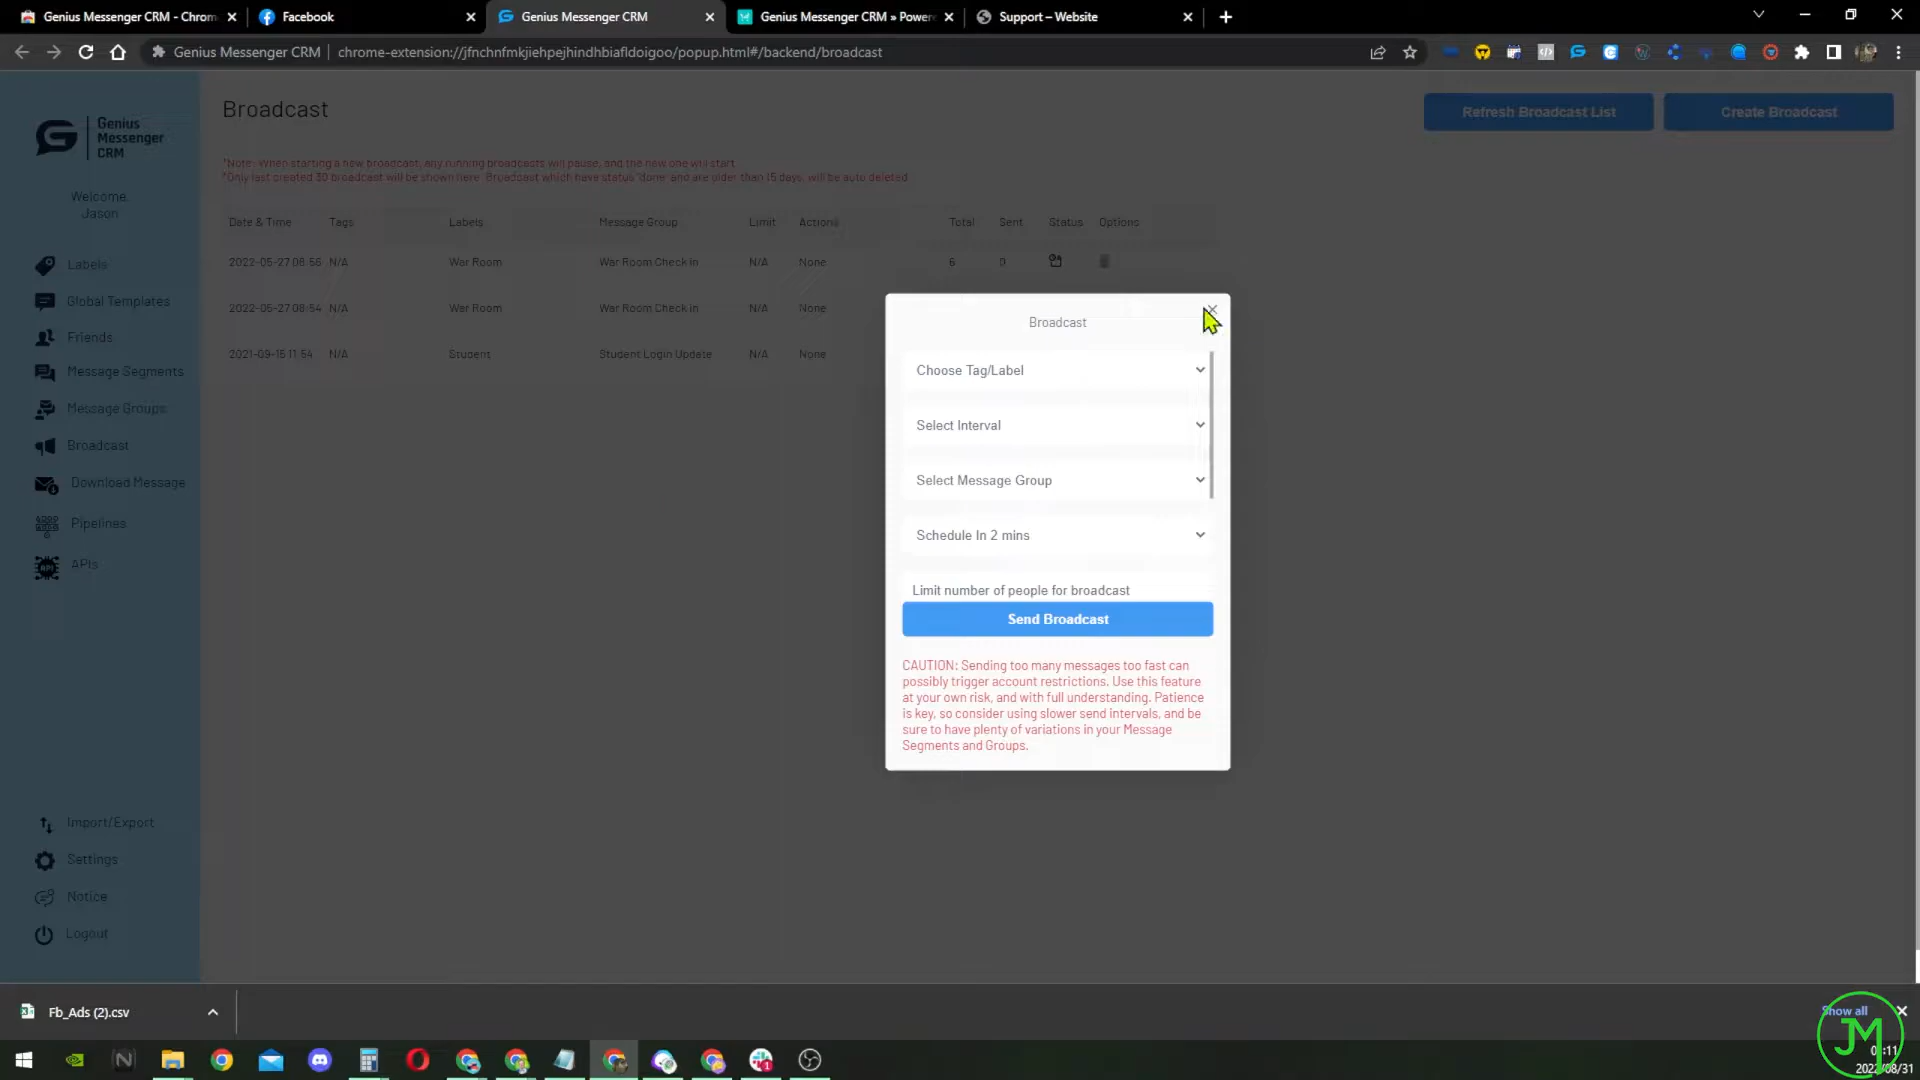 Genius Messenger CRM - Chrom
Facebook
Genius Messenger CRM
Genius Messenger CRM » Power
Support – Website
Genius Messenger CRM
chrome-extension://jfnchnfmkjiehpejhindhbiafldoigoo/popup.html#/backend/broadcast
Genius
Messenger
CRM
Welcome,
Jason
Labels
Global Templates
Friends
Message Segments
Message Groups
Broadcast
Download Message
Pipelines
APIs
Import/Export
Settings
Notice
Logout
Broadcast
Refresh Broadcast List
Create Broadcast
*Note: When starting a new broadcast, any running broadcasts will pause, and the new one will start.
*Only last created 30 broadcast will be shown here. Broadcast which have status 'done' and are older than 15 days, will be auto deleted
Date & Time Tags Labels Message Group Limit Actions Total Sent Status Options
2022-05-27 08:56 N/A War Room War Room Check in N/A None 6 0
2022-05-27 08:54 N/A War Room War Room Check in N/A None
2021-09-15 11:54 N/A Student Student Login Update N/A None
Broadcast
Choose Tag/Label
Select Interval
Select Message Group
Schedule In 2 mins
Limit number of people for broadcast
Send Broadcast
CAUTION: Sending too many messages too fast can
possibly trigger account restrictions. Use this feature
at your own risk, and with full understanding. Patience
is key, so consider using slower send intervals, and be
sure to have plenty of variations in your Message
Segments and Groups.
Fb_Ads (2).csv
Show all
JM
2022/08/31